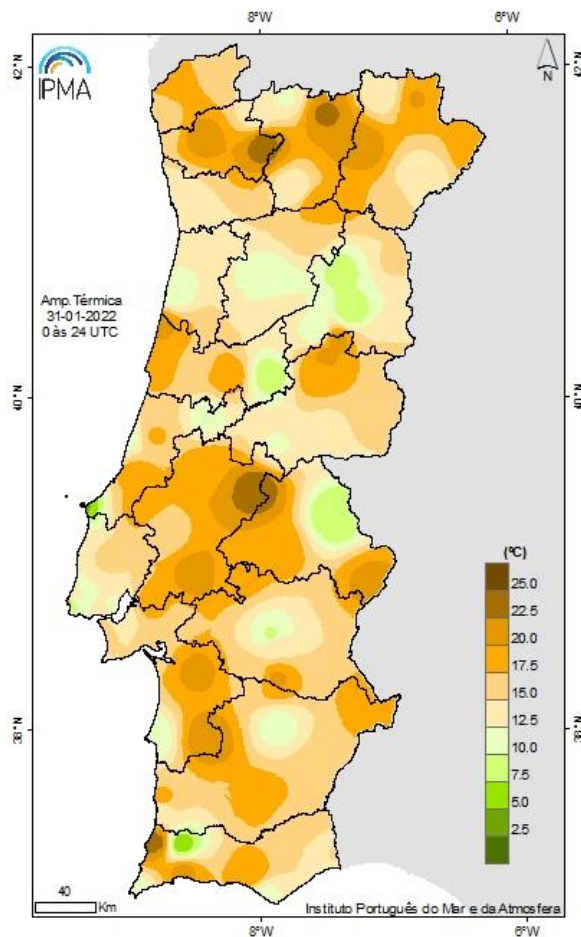 8°W
6°W
42°N
42°N
IPMA
N
Amp. Térmica
31-01-2022
0 às 24 UTC
40°N
40°N
(ºC)
25.0
22.5
20.0
17.5
15.0
12.5
10.0
7.5
5.0
2.5
38°N
38°N
40
Km
Instituto Português do Mar e da Atmosfera
8°W
6°W